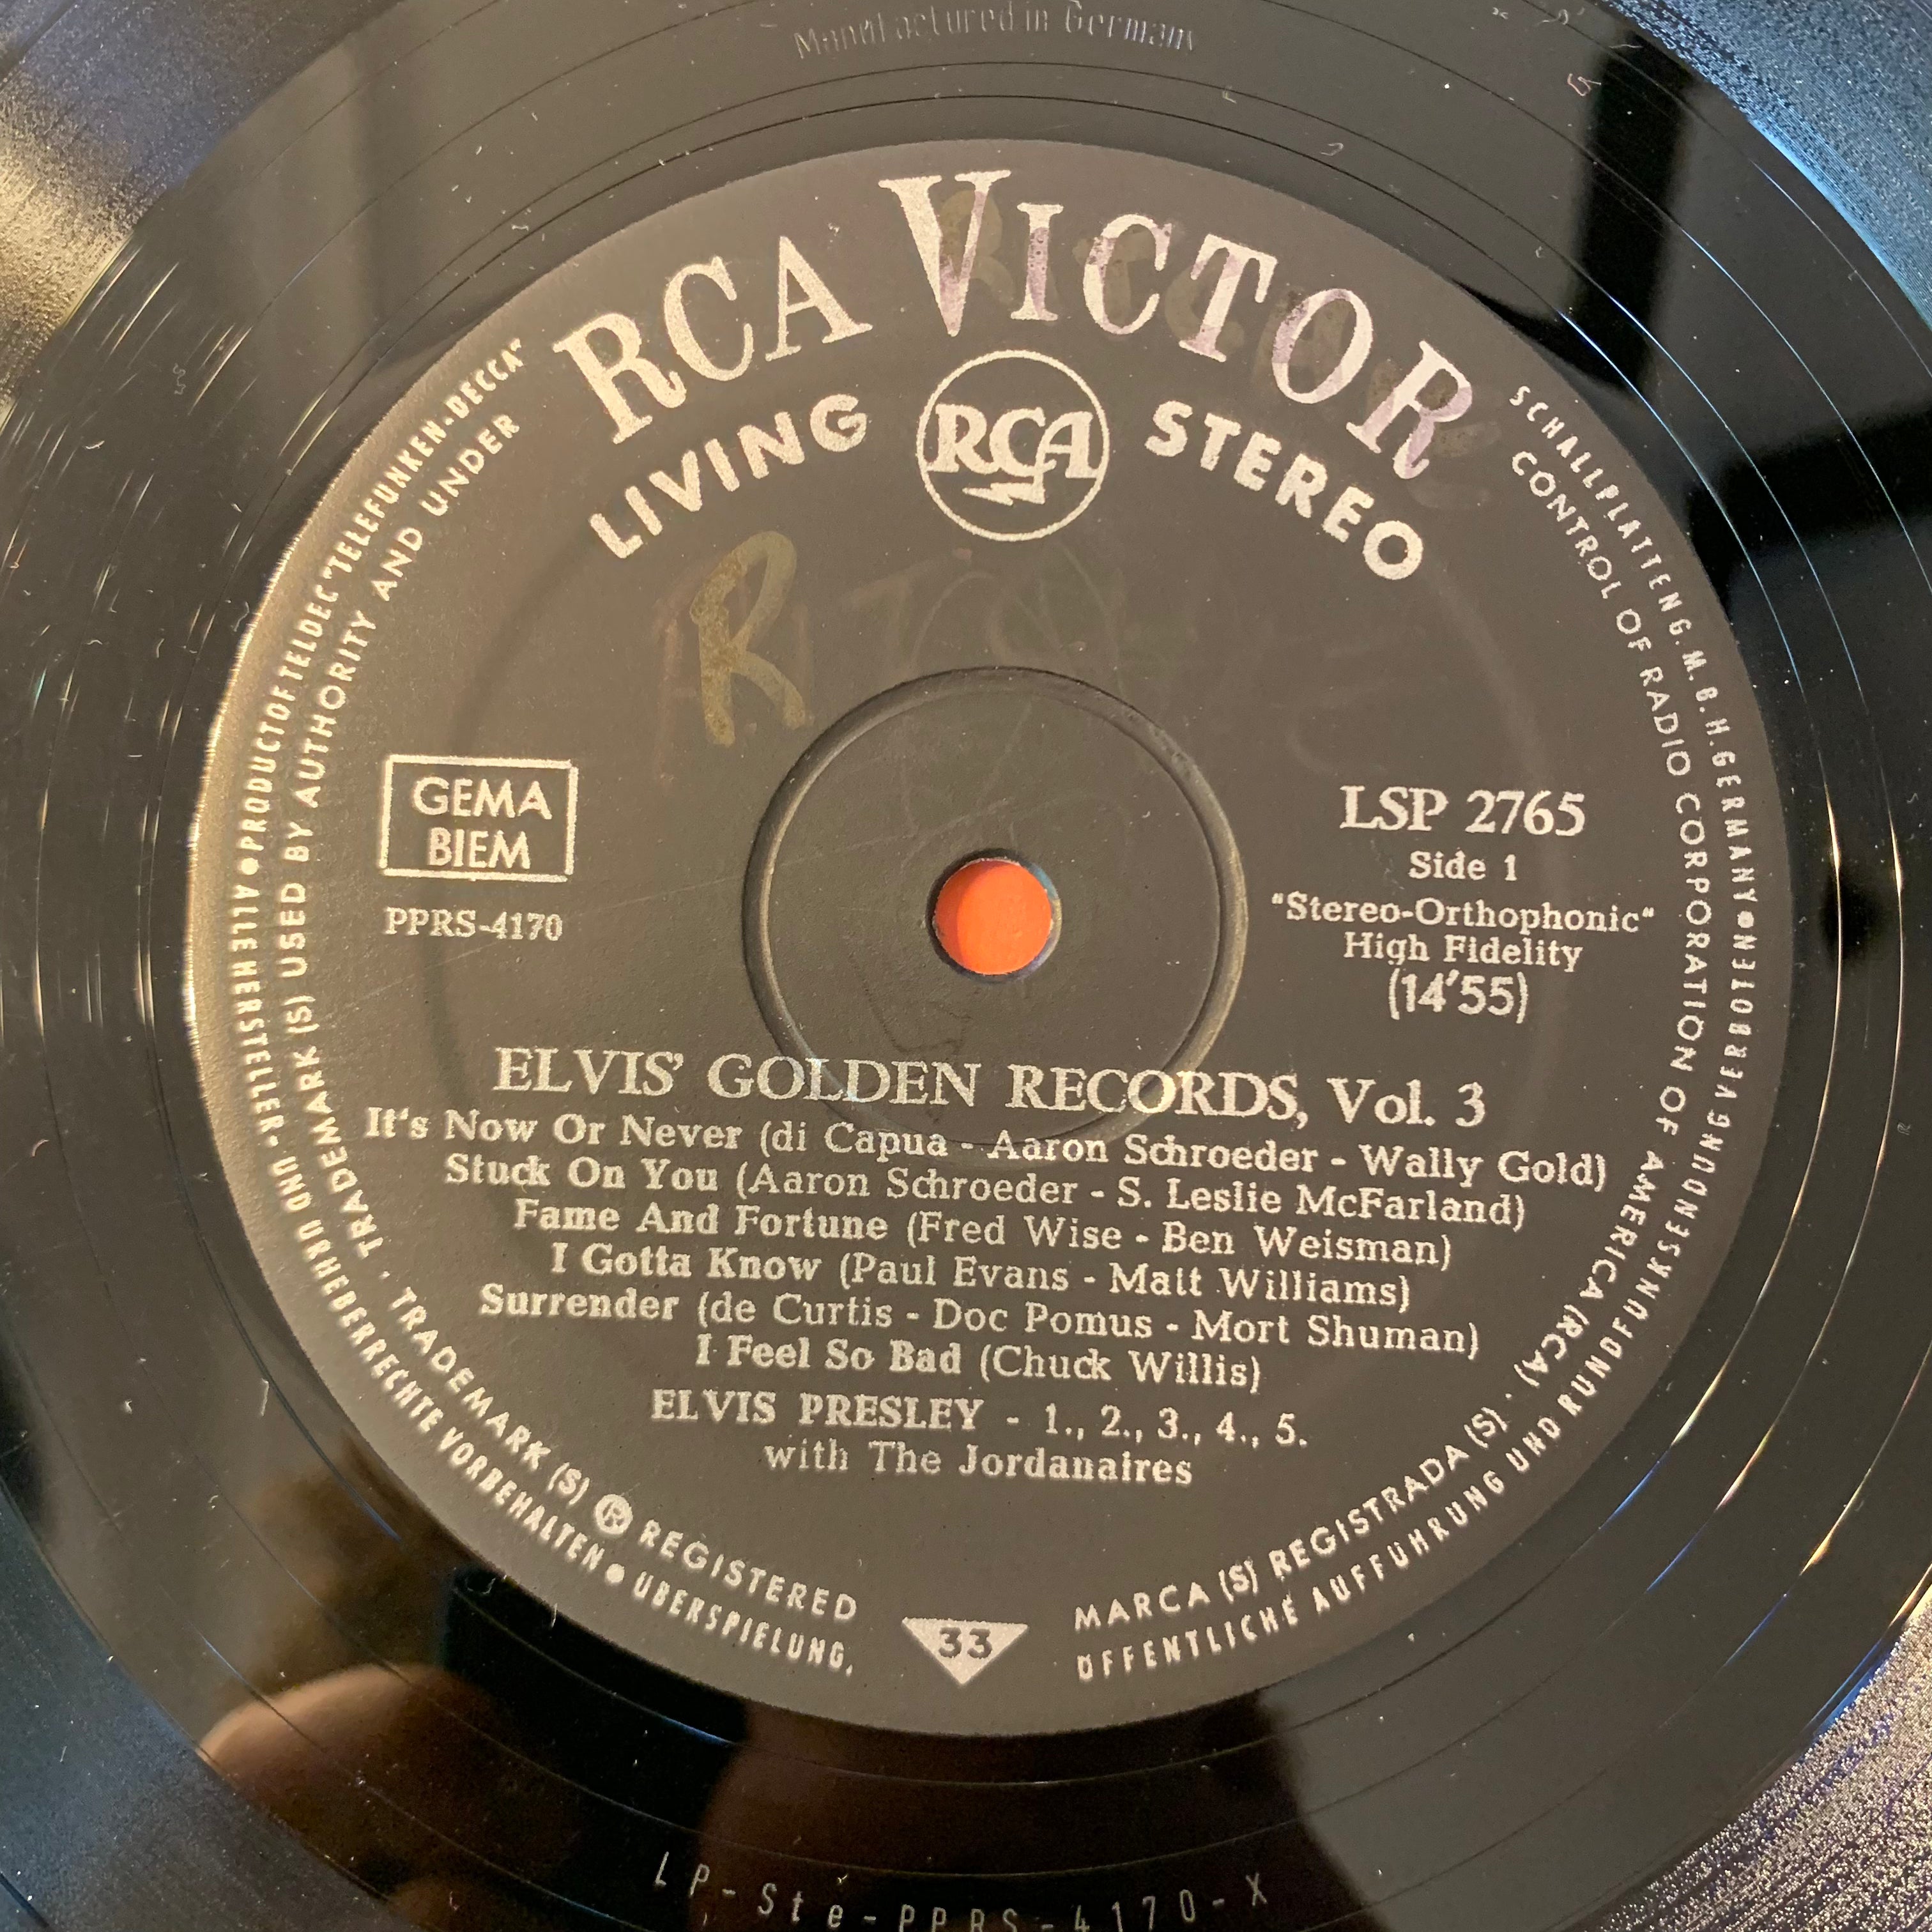 Manufactured in Germany
RCA VICTOR
LIVING RCA STEREO
R
GEMA
BIEM
PPRS-4170
LSP 2765
Side 1
"Stereo-Orthophonic"
High Fidelity
(14'55)
ELVIS' GOLDEN RECORDS, Vol. 3
It's Now Or Never (di Capua - Aaron Schroeder - Wally Gold)
Stuck On You (Aaron Schroeder - S. Leslie McFarland)
Fame And Fortune (Fred Wise - Ben Weisman)
I Gotta Know (Paul Evans - Matt Williams)
Surrender (de Curtis - Doc Pomus - Mort Shuman)
I Feel So Bad (Chuck Willis)
ELVIS PRESLEY - 1., 2., 3., 4., 5.
with The Jordanaires
33
ALLE HERSTELLER- UND URHEBERRECHTE VORBEHALTEN ● ÜBERSPIELUNG,
ÖFFENTLICHE AUFFÜHRUNG UND RUNDFUNKSENDUNG VERBOTEN ●
PRODUCT OF TELDEC "TELEFUNKEN-DECCA"
SCHALLPLATTEN G.M.B.H. GERMANY ●
TRADEMARK (S) USED BY AUTHORITY AND UNDER
CONTROL OF RADIO CORPORATION OF AMERICA (RCA) ·
· TRADEMARK (S) ® REGISTERED
MARCA (S) REGISTRADA (S) ·
LP-Ste-PPRS-4170-X